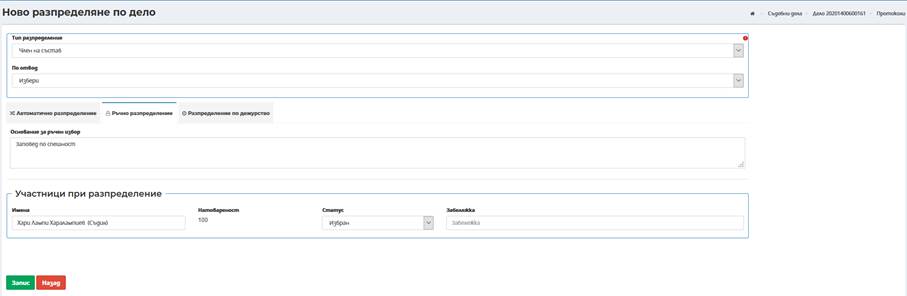 Ново разпределяне по дело
Съдебни дела
Дело 20201400600161
Протоколи
Тип разпределение
Член на състав
По отвод
Избери
Автоматично разпределение
Ръчно разпределение
Разпределение по дежурство
Основание за ръчен избор
Заповед по спешност
Участници при разпределение
Имена Натовареност Статус Забележка
Хари Лампи Харалампиев (Съдия) 100 Избран Забележка
Запис Назад